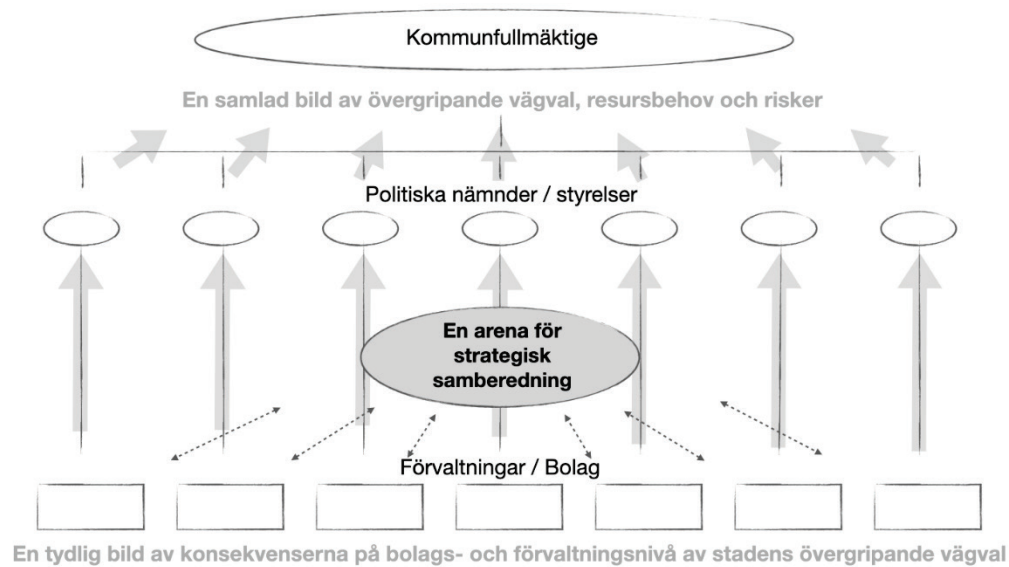 Kommunfullmäktige
En samlad bild av övergripande vägval, resursbehov och risker
Politiska nämnder / styrelser
En arena för
strategisk
samberedning
Förvaltningar / Bolag
En tydlig bild av konsekvenserna på bolags- och förvaltningsnivå av stadens övergripande vägval